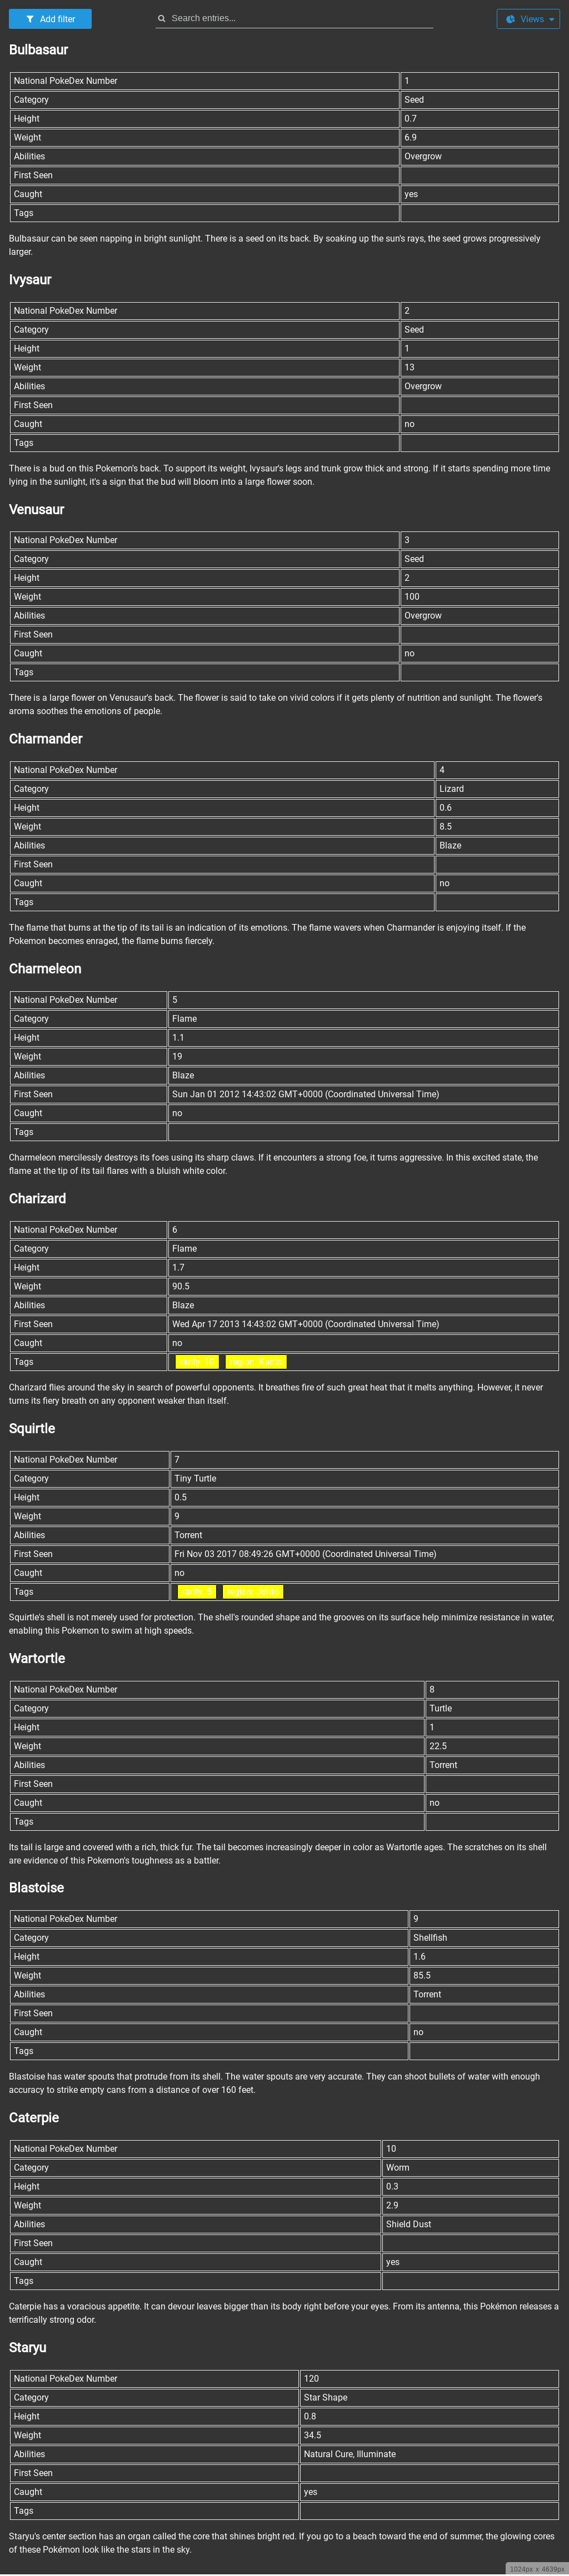 Add filter Search entries... Views
Bulbasaur
National PokeDex Number 1
Category Seed
Height 0.7
Weight 6.9
Abilities Overgrow
First Seen
Caught yes
Tags
Bulbasaur can be seen napping in bright sunlight. There is a seed on its back. By soaking up the sun's rays, the seed grows progressively
larger.
Ivysaur
National PokeDex Number 2
Category Seed
Height 1
Weight 13
Abilities Overgrow
First Seen
Caught no
Tags
There is a bud on this Pokemon's back. To support its weight, Ivysaur's legs and trunk grow thick and strong. If it starts spending more time
lying in the sunlight, it's a sign that the bud will bloom into a large flower soon.
Venusaur
National PokeDex Number 3
Category Seed
Height 2
Weight 100
Abilities Overgrow
First Seen
Caught no
Tags
There is a large flower on Venusaur's back. The flower is said to take on vivid colors if it gets plenty of nutrition and sunlight. The flower's
aroma soothes the emotions of people.
Charmander
National PokeDex Number 4
Category Lizard
Height 0.6
Weight 8.5
Abilities Blaze
First Seen
Caught no
Tags
The flame that burns at the tip of its tail is an indication of its emotions. The flame wavers when Charmander is enjoying itself. If the
Pokemon becomes enraged, the flame burns fiercely.
Charmeleon
National PokeDex Number 5
Category Flame
Height 1.1
Weight 19
Abilities Blaze
First Seen Sun Jan 01 2012 14:43:02 GMT+0000 (Coordinated Universal Time)
Caught no
Tags
Charmeleon mercilessly destroys its foes using its sharp claws. If it encounters a strong foe, it turns aggressive. In this excited state, the
flame at the tip of its tail flares with a bluish white color.
Charizard
National PokeDex Number 6
Category Flame
Height 1.7
Weight 90.5
Abilities Blaze
First Seen Wed Apr 17 2013 14:43:02 GMT+0000 (Coordinated Universal Time)
Caught no
Tags rarity: 10 region: Kanto
Charizard flies around the sky in search of powerful opponents. It breathes fire of such great heat that it melts anything. However, it never
turns its fiery breath on any opponent weaker than itself.
Squirtle
National PokeDex Number 7
Category Tiny Turtle
Height 0.5
Weight 9
Abilities Torrent
First Seen Fri Nov 03 2017 08:49:26 GMT+0000 (Coordinated Universal Time)
Caught no
Tags rarity: 5 region: Johto
Squirtle's shell is not merely used for protection. The shell's rounded shape and the grooves on its surface help minimize resistance in water,
enabling this Pokemon to swim at high speeds.
Wartortle
National PokeDex Number 8
Category Turtle
Height 1
Weight 22.5
Abilities Torrent
First Seen
Caught no
Tags
Its tail is large and covered with a rich, thick fur. The tail becomes increasingly deeper in color as Wartortle ages. The scratches on its shell
are evidence of this Pokemon's toughness as a battler.
Blastoise
National PokeDex Number 9
Category Shellfish
Height 1.6
Weight 85.5
Abilities Torrent
First Seen
Caught no
Tags
Blastoise has water spouts that protrude from its shell. The water spouts are very accurate. They can shoot bullets of water with enough
accuracy to strike empty cans from a distance of over 160 feet.
Caterpie
National PokeDex Number 10
Category Worm
Height 0.3
Weight 2.9
Abilities Shield Dust
First Seen
Caught yes
Tags
Caterpie has a voracious appetite. It can devour leaves bigger than its body right before your eyes. From its antenna, this Pokémon releases a
terrifically strong odor.
Staryu
National PokeDex Number 120
Category Star Shape
Height 0.8
Weight 34.5
Abilities Natural Cure, Illuminate
First Seen
Caught yes
Tags
Staryu's center section has an organ called the core that shines bright red. If you go to a beach toward the end of summer, the glowing cores
of these Pokémon look like the stars in the sky.
1024px x 4639px